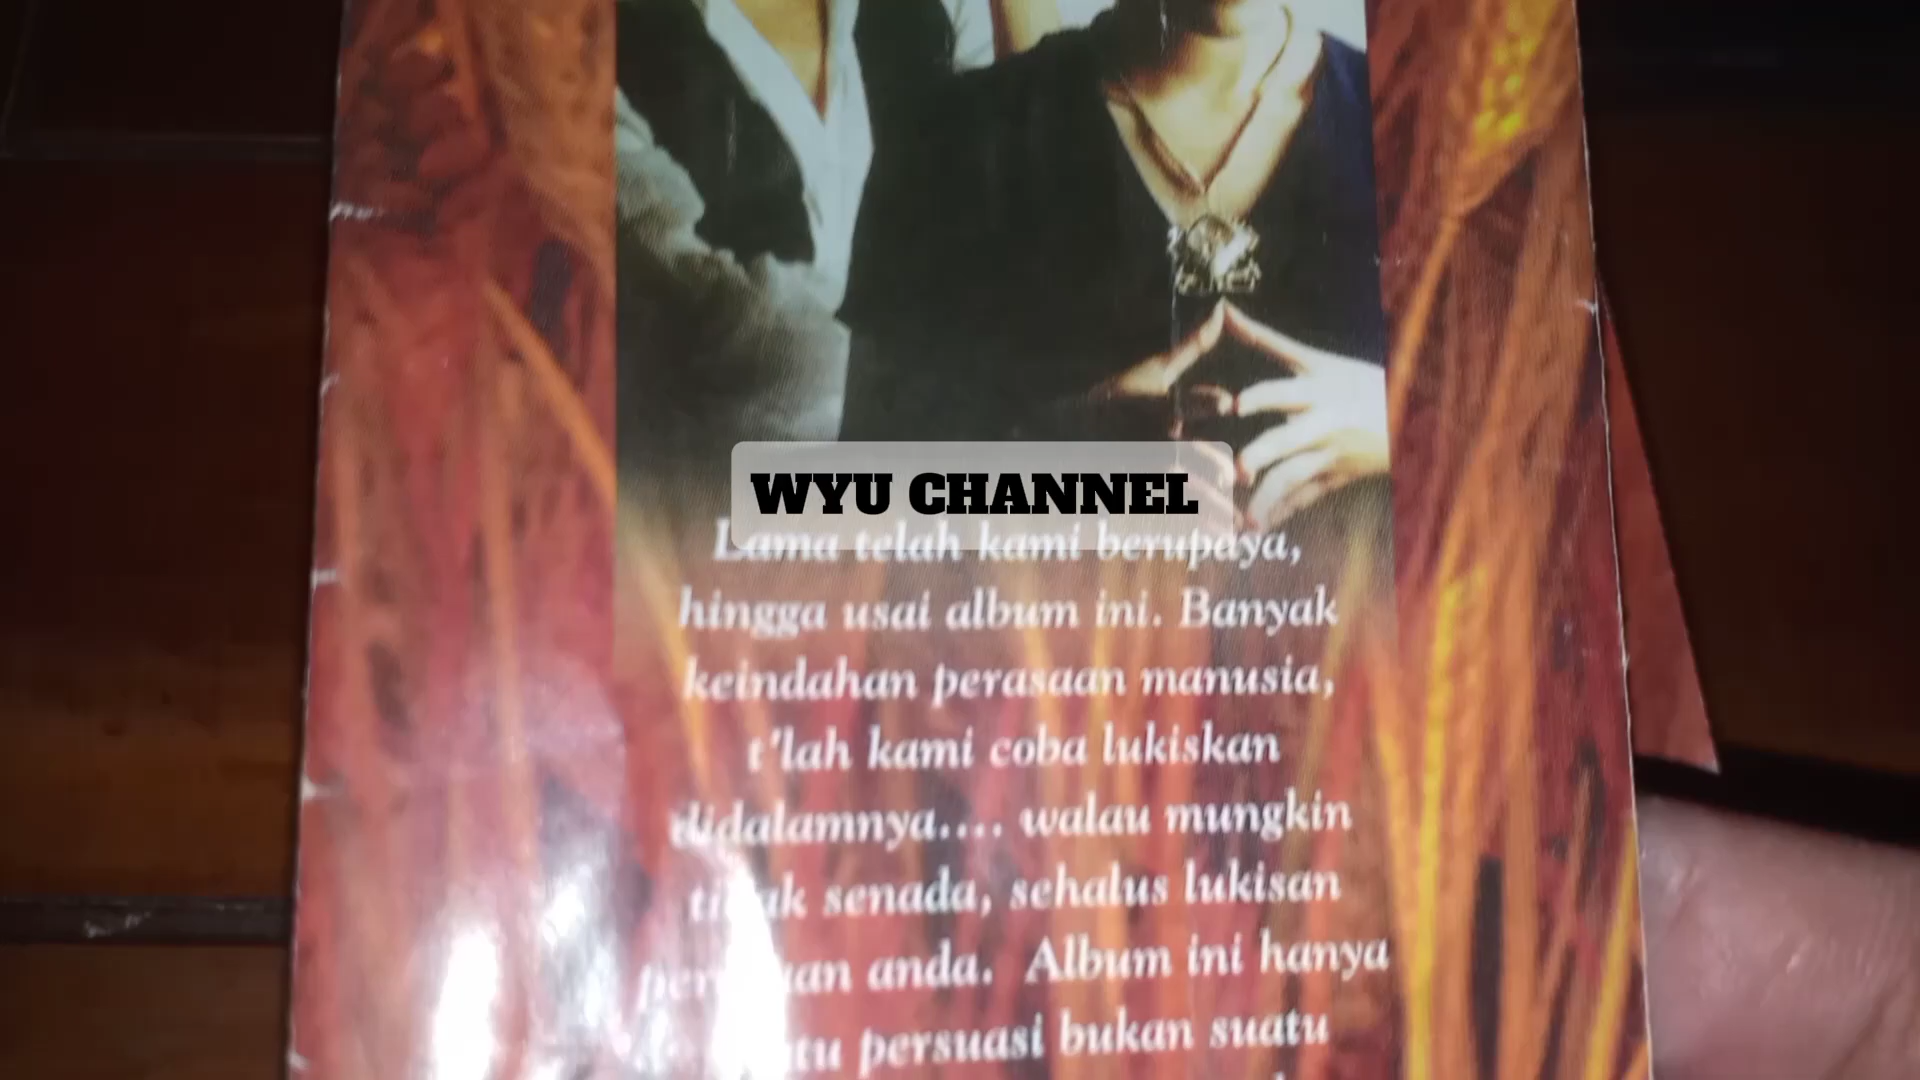 WYU CHANNEL
Lama telah kami berupaya,
hingga usai album ini. Banyak
keindahan perasaan manusia,
t'lah kami coba lukiskan
didalamnya.... walau mungkin
senada, sehalus lukisan
anda. Album ini hanya
persuasi bukan suatu